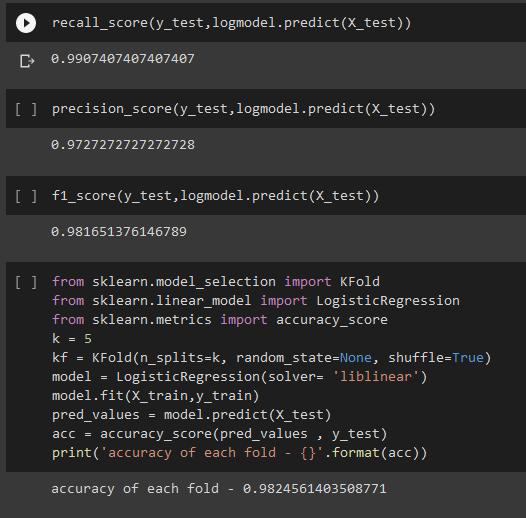 recall_score(y_test,logmodel.predict(X_test))
0.9907407407407407
[ ] precision_score(y_test,logmodel.predict(X_test))
0.9727272727272728
[ ] f1_score(y_test,logmodel.predict(X_test))
0.981651376146789
[ ] from sklearn.model_selection import KFold
from sklearn.linear_model import LogisticRegression
from sklearn.metrics import accuracy_score
k = 5
kf = KFold(n_splits=k, random_state=None, shuffle=True)
model = LogisticRegression(solver= 'liblinear')
model.fit(X_train,y_train)
pred_values = model.predict(X_test)
acc = accuracy_score(pred_values , y_test)
print('accuracy of each fold - {}'.format(acc))
accuracy of each fold - 0.9824561403508771